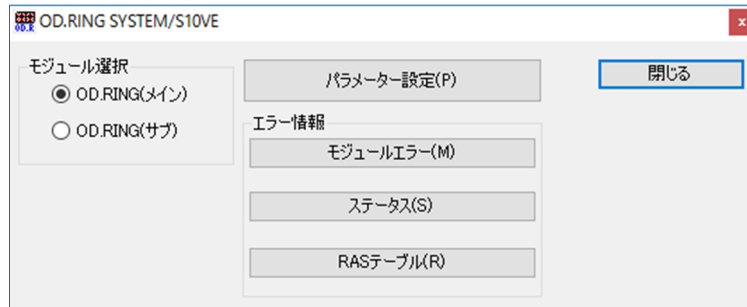 OD.RING SYSTEM/S10VE
モジュール選択
OD.RING(メイン)
OD.RING(サブ)
パラメーター設定(P)
閉じる
エラー情報
モジュールエラー(M)
ステータス(S)
RASテーブル(R)